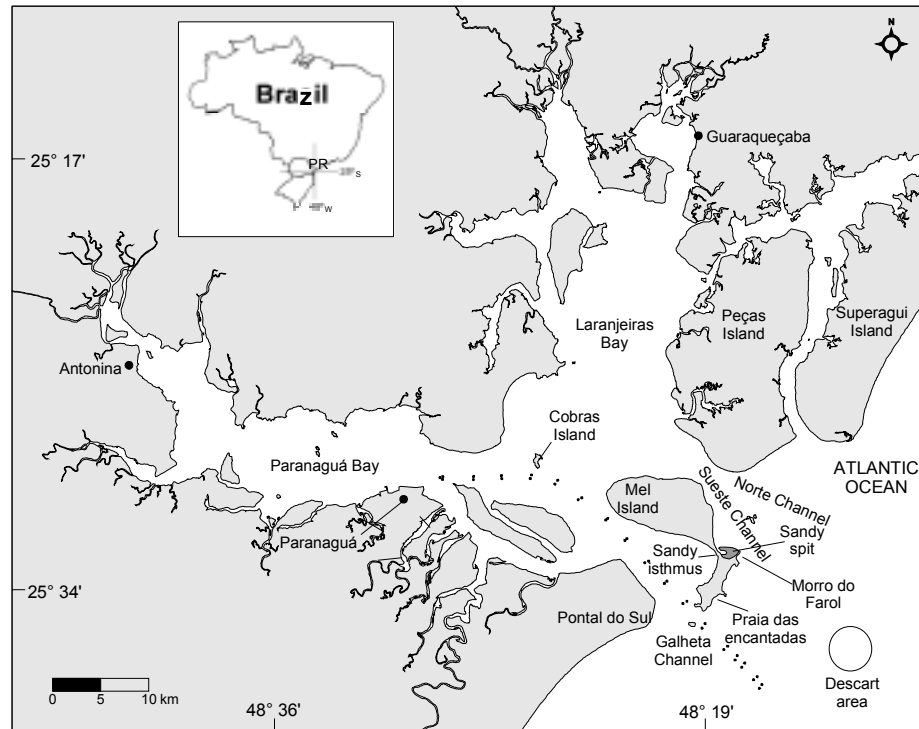 N
Brazil
PR
S
W
Guaraqueçaba
25° 17'
Laranjeiras
Bay
Peças
Island
Superagui
Island
Antonina
Cobras
Island
Paranaguá Bay
ATLANTIC
OCEAN
Norte Channel
Sueste Channel
Mel
Island
Paranaguá
Sandy
spit
Sandy
isthmus
Morro do
Farol
25° 34'
Pontal do Sul
Praia das
encantadas
Galheta
Channel
Descart
area
0 5 10 km
48° 36'
48° 19'